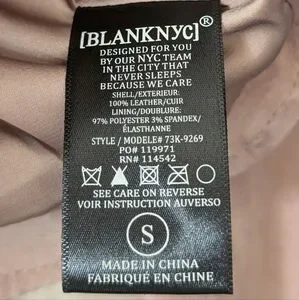 [BLANKNYC]®
DESIGNED FOR YOU
BY OUR NYC TEAM
IN THE CITY THAT
NEVER SLEEPS
BECAUSE WE CARE
SHELL/EXTERIEUR:
100% LEATHER/CUIR
LINING/DOUBLURE:
97% POLYESTER 3% SPANDEX/
ÉLASTHANNE
STYLE / MODELE# 73K-9269
PO# 119971
RN# 114542
SEE CARE ON REVERSE
VOIR INSTRUCTION AUVERSO
S
MADE IN CHINA
FABRIQUÉ EN CHINE